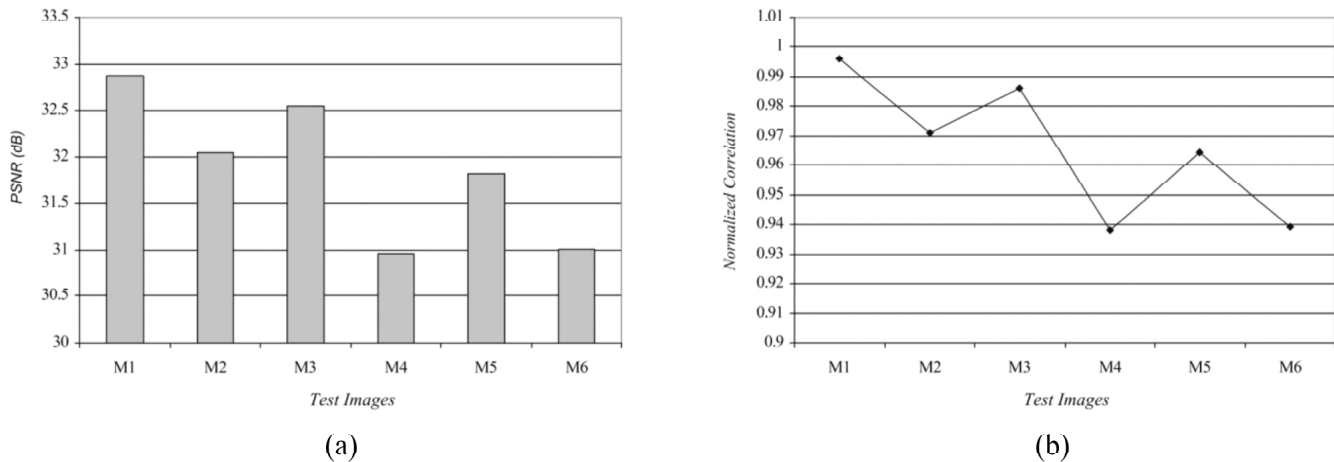 33.5
33
32.5
32
31.5
31
30.5
30
PSNR (dB)
M1 M2 M3 M4 M5 M6
Test Images
(a)
1.01
1
0.99
0.98
0.97
0.96
0.95
0.94
0.93
0.92
0.91
0.9
Normalized Correlation
M1 M2 M3 M4 M5 M6
Test Images
(b)